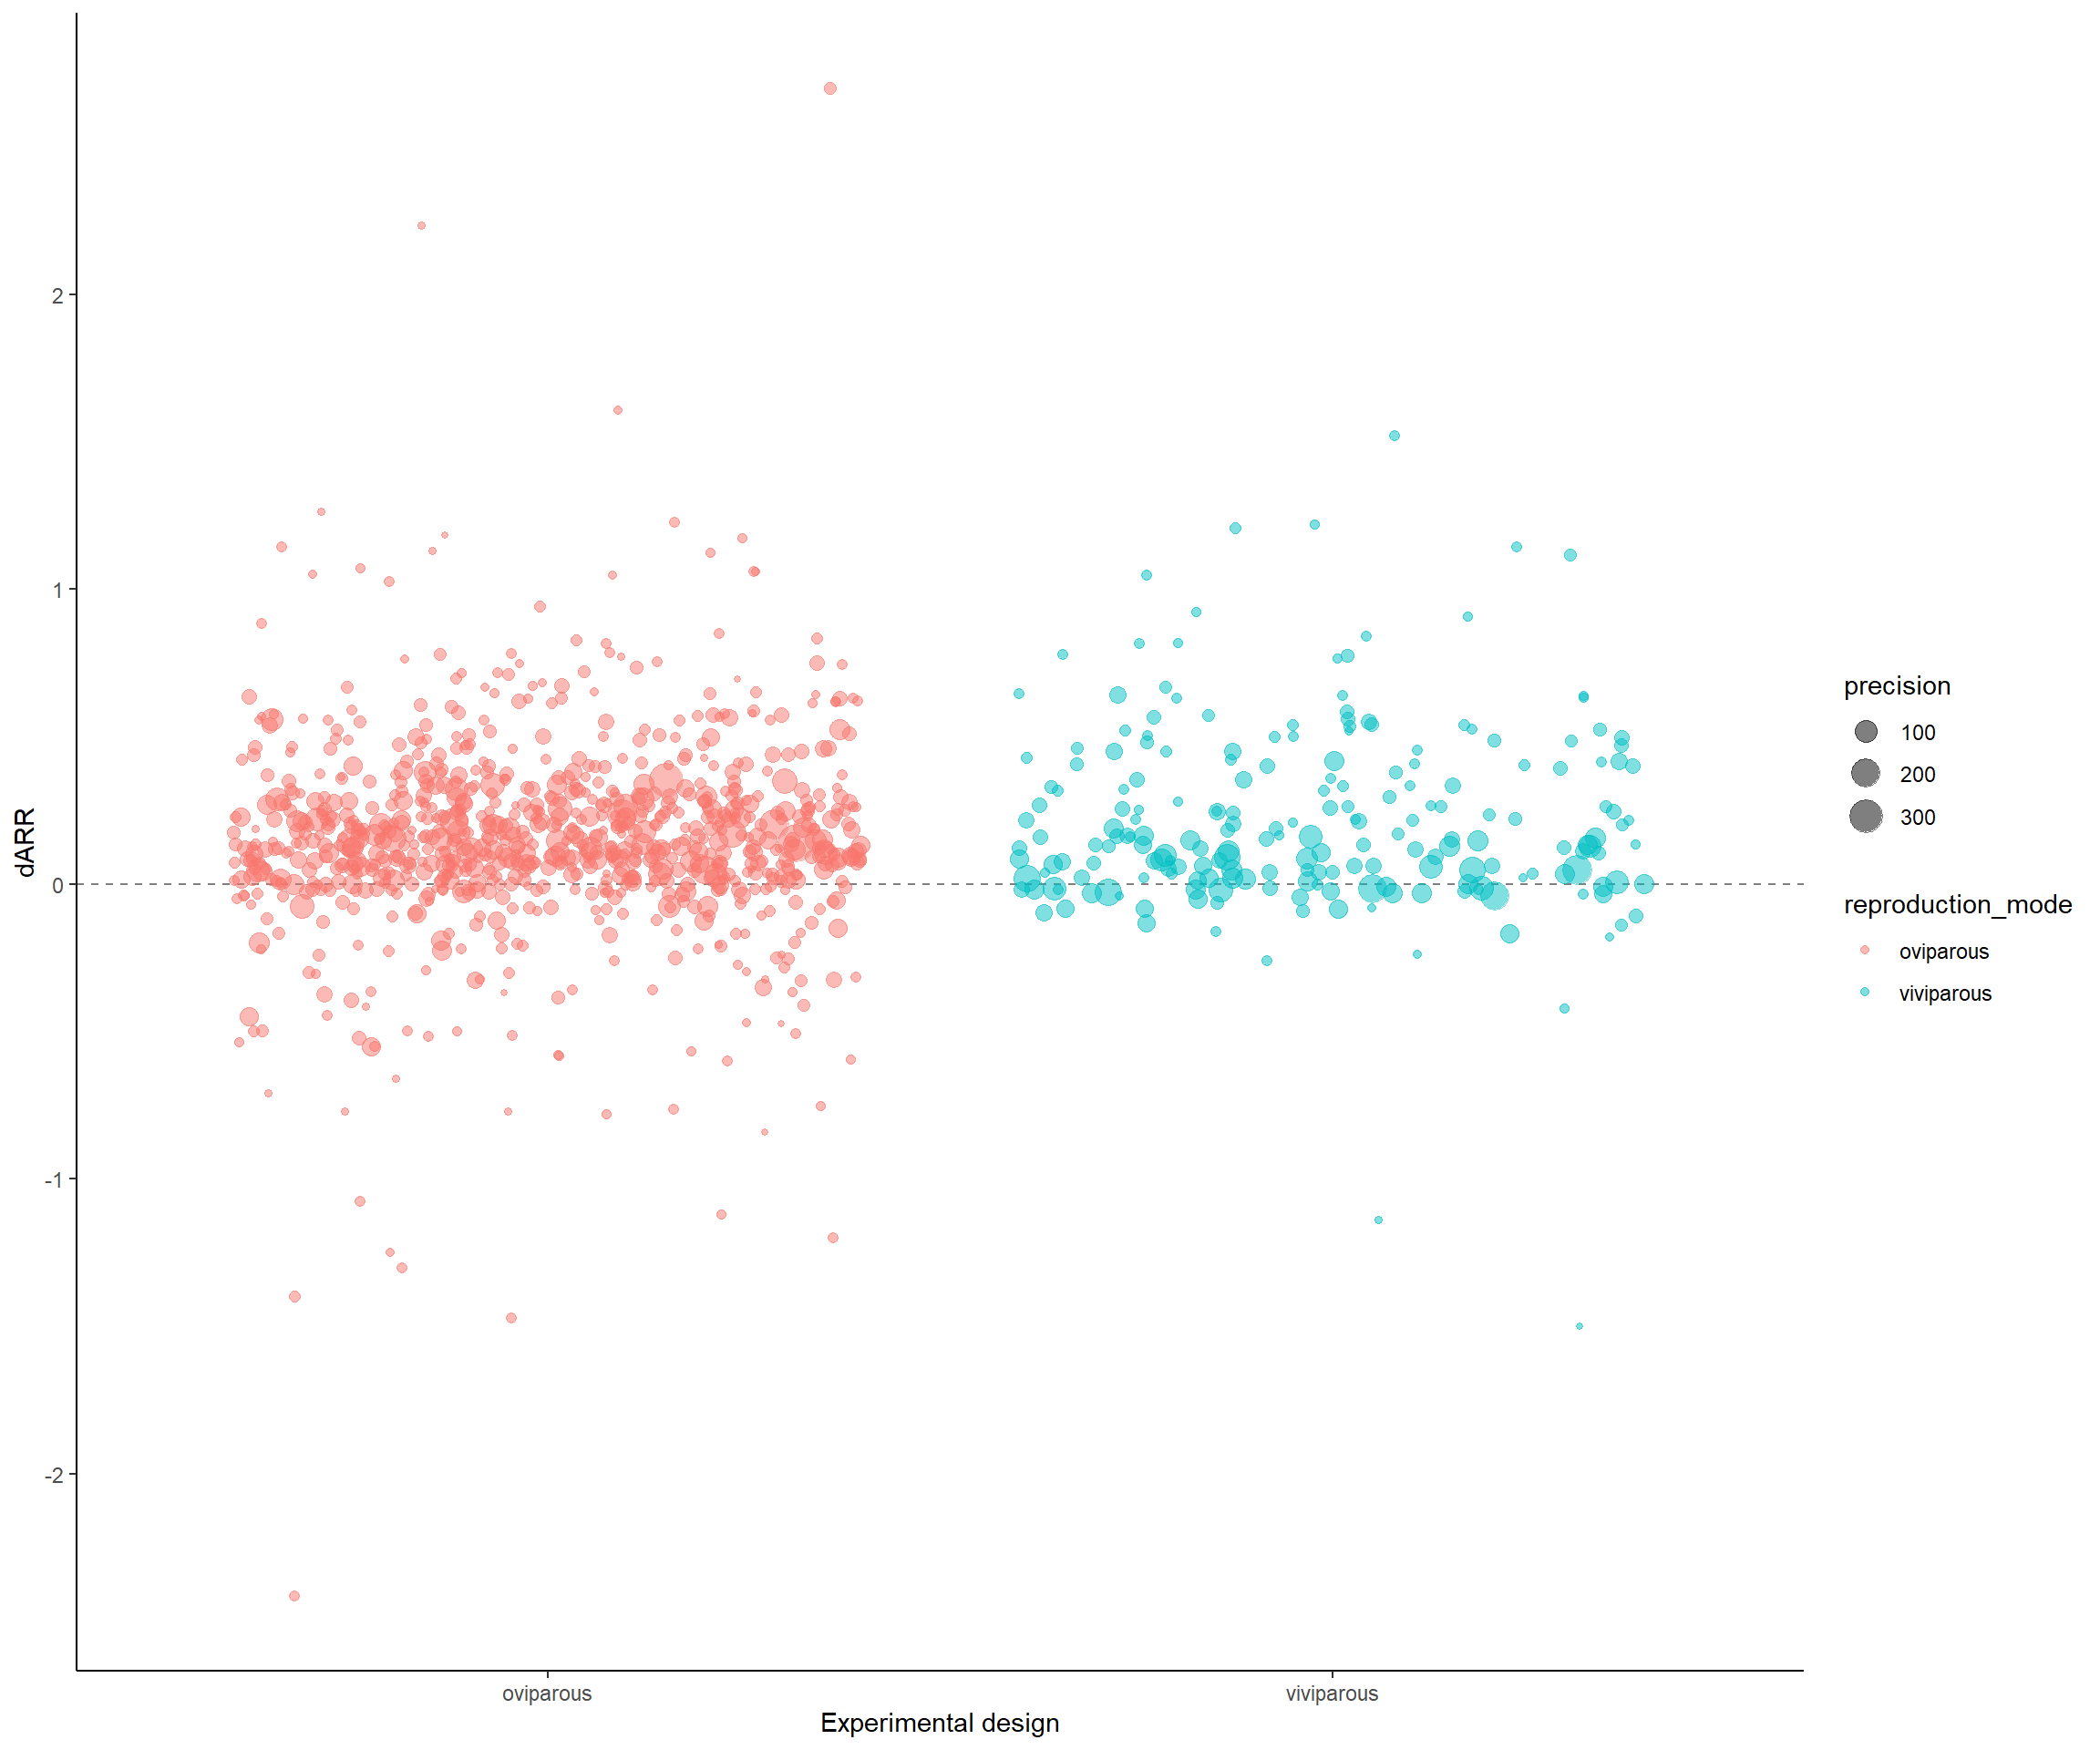 dARR
2
1
0
-1
-2
oviparous
viviparous
Experimental design
precision
100
200
300
reproduction_mode
oviparous
viviparous